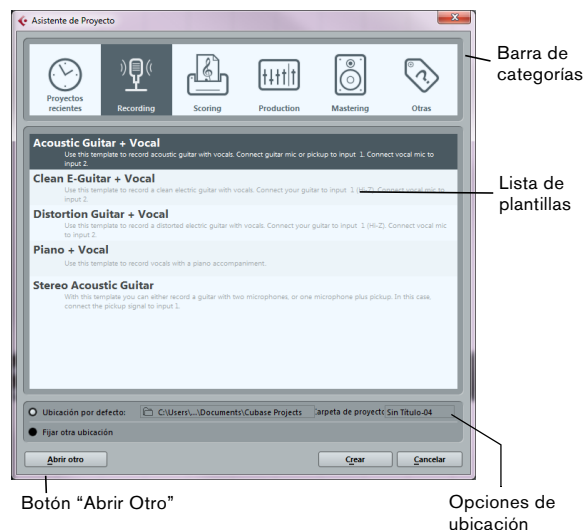 Asistente de Proyecto
Barra de
categorías
Proyectos
recientes
Recording
Scoring
Production
Mastering
Otras
Acoustic Guitar + Vocal
Use this template to record acoustic guitar with vocals. Connect guitar mic or pickup to input 1. Connect vocal mic to
input 2.
Clean E-Guitar + Vocal
Use this template to record a clean electric guitar with vocals. Connect your guitar to input 1 (Hi-Z). Connect vocal mic to
input 2.
Lista de
plantillas
Distortion Guitar + Vocal
Use this template to record a distorted electric guitar with vocals. Connect your guitar to input 1 (HI-Z). Connect vocal mic
to input 2.
Piano + Vocal
Use this template to record vocals with a piano accompaniment.
Stereo Acoustic Guitar
With this template you can either record a guitar with two microphones, or one microphone plus pickup. In this case,
connect the pickup signal to input 1.
Ubicación por defecto: C:\Users\...\Documents\Cubase Projects arpeta de proyecto Sin Título-04
Fijar otra ubicación
Abrir otro
Crear
Cancelar
Botón “Abrir Otro”
Opciones de
ubicación